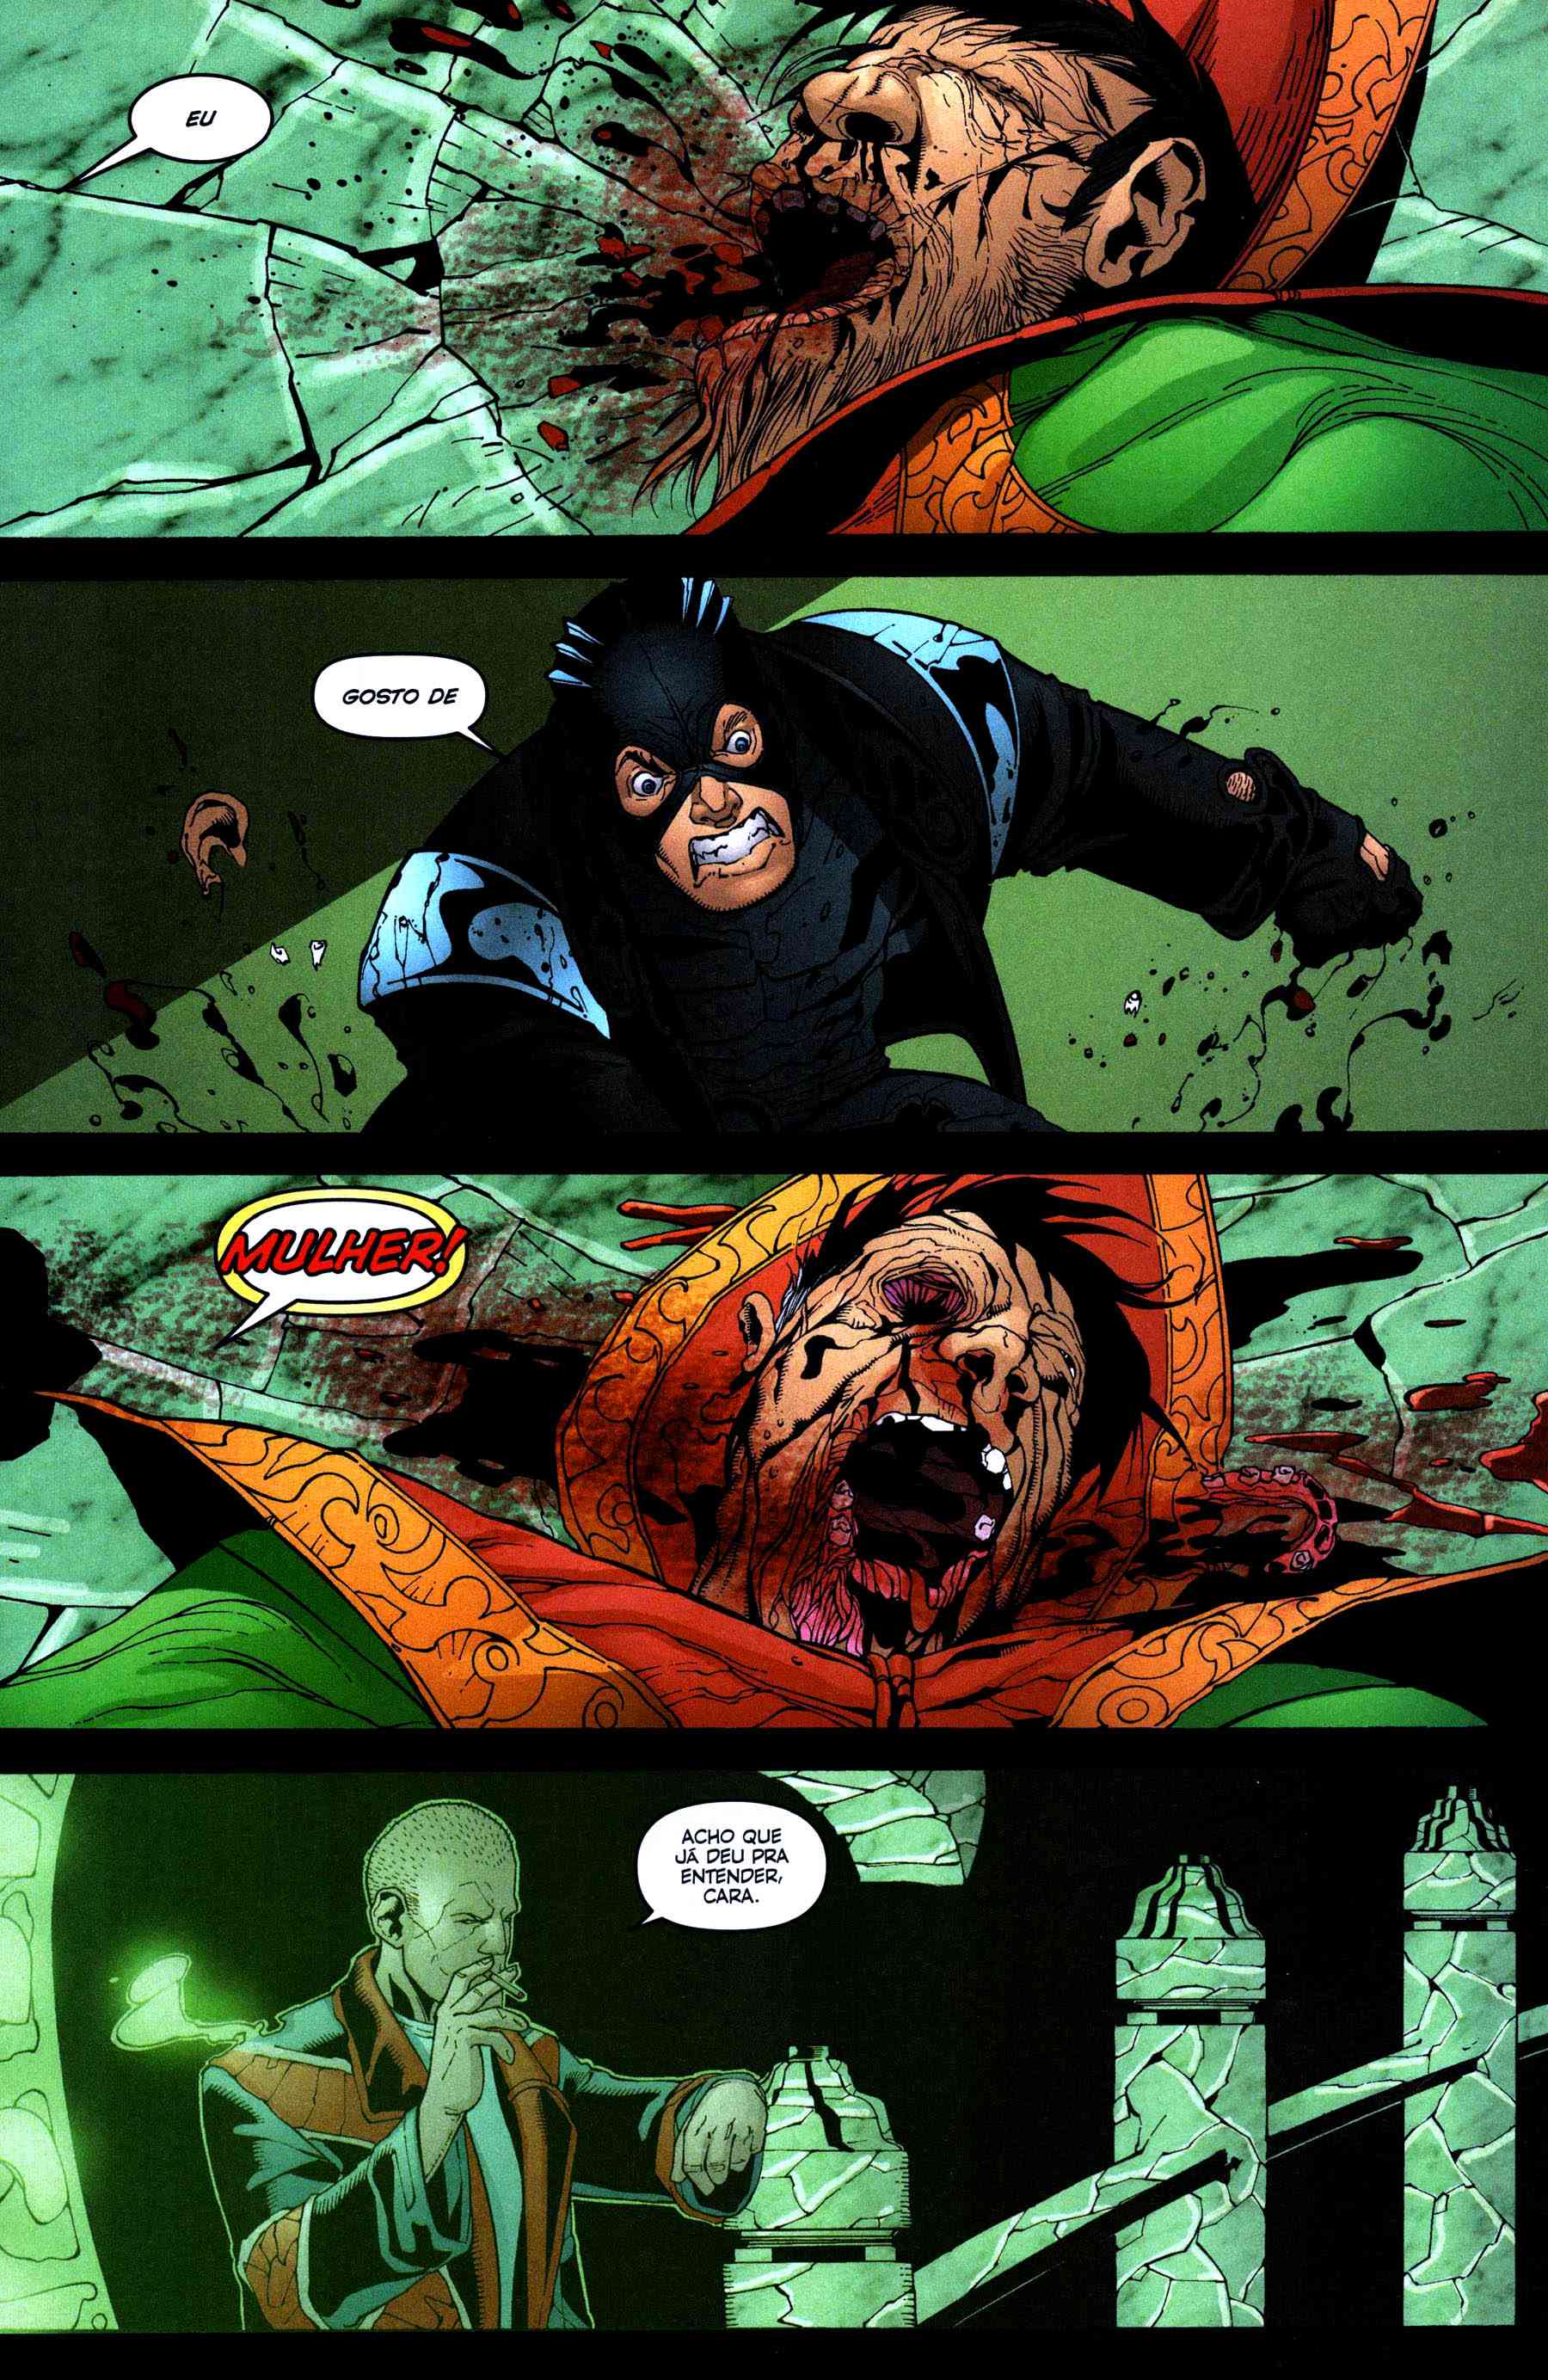 EU
GOSTO DE
MULHER!
ACHO QUE
JÁ DEU PRA
ENTENDER,
CARA.